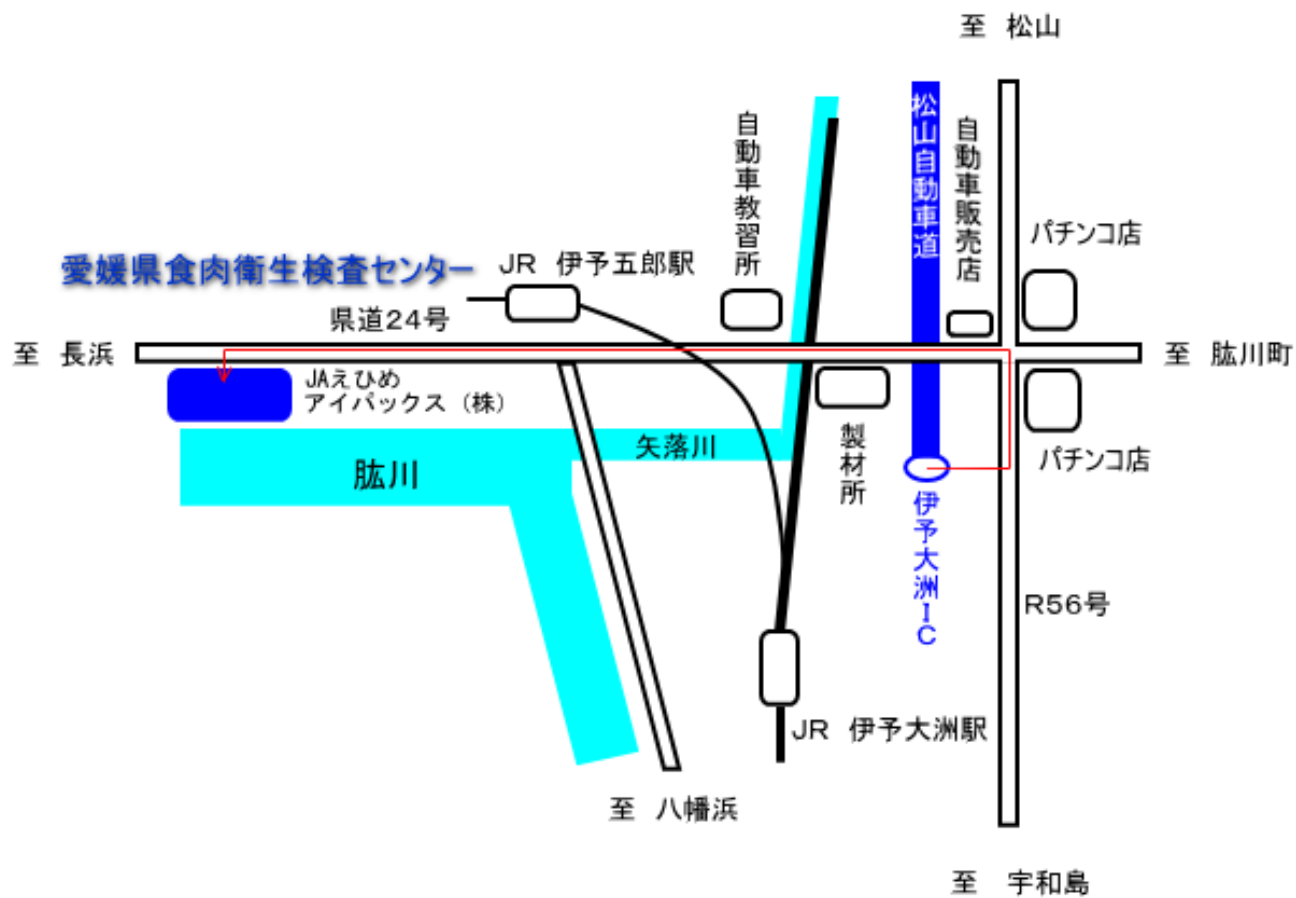 至　松山
松山自動車道
自動車教習所
自動車販売店
パチンコ店
愛媛県食肉衛生検査センター
JR　伊予五郎駅
県道24号
至　長浜
至　肱川町
JAえひめ
アイパックス（株）
矢落川
製材所
パチンコ店
肱川
伊予大洲IC
R56号
JR　伊予大洲駅
至　八幡浜
至　宇和島